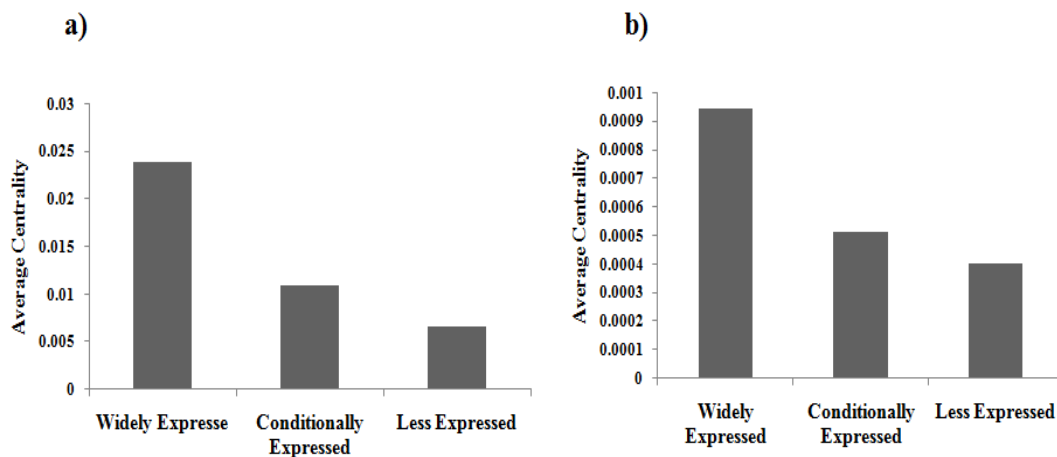 a)
Average Centrality
0.03
0.025
0.02
0.015
0.01
0.005
0
Widely Expresse
Conditionally
Expressed
Less Expressed
b)
Average Centrality
0.001
0.0009
0.0008
0.0007
0.0006
0.0005
0.0004
0.0003
0.0002
0.0001
0
Widely
Expressed
Conditionally
Expressed
Less Expressed